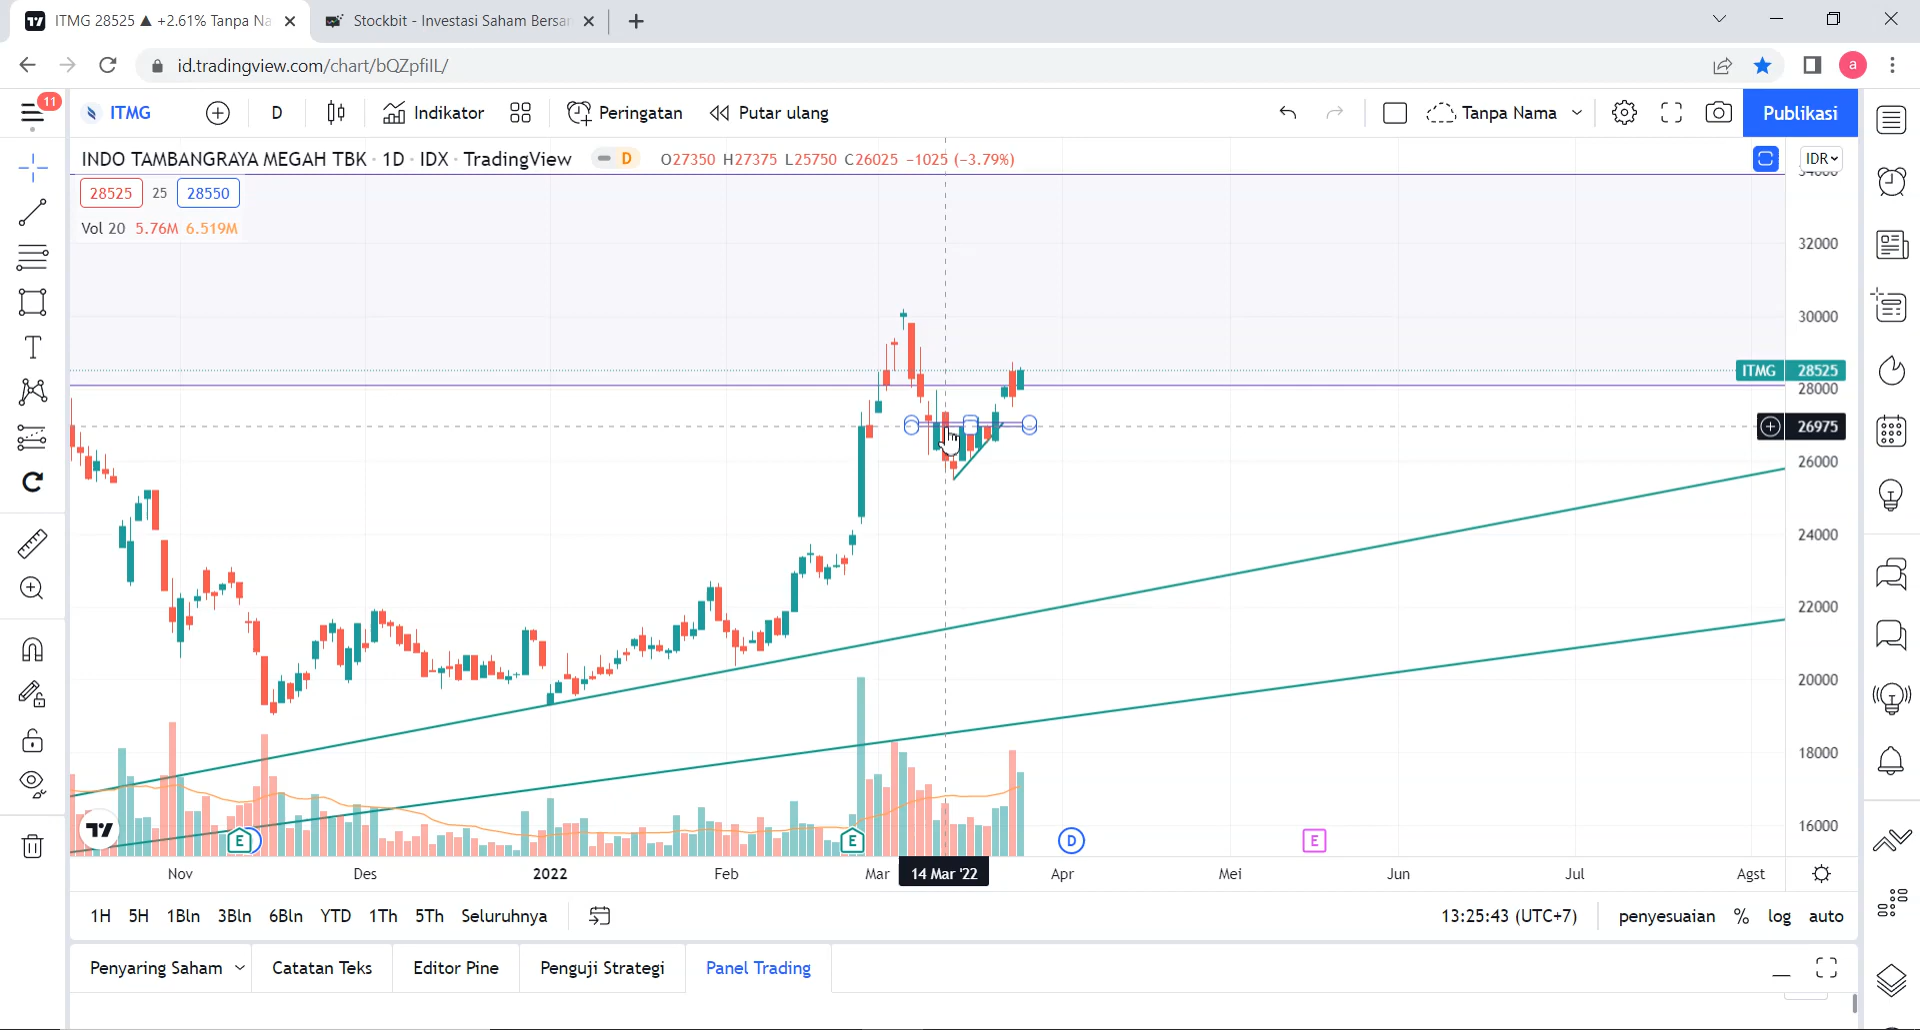 ITMG 28525 ▲ +2.61% Tanpa Na
Stockbit - Investasi Saham Bersan
id.tradingview.com/chart/bQZpfiIL/
a
11
ITMG
D
Indikator
Peringatan
Putar ulang
Tanpa Nama
Publikasi
INDO TAMBANGRAYA MEGAH TBK · 1D · IDX · TradingView
D
O27350 H27375 L25750 C26025 −1025 (−3.79%)
IDR
34000
28525 25 28550
Vol 20 5.76M 6.519M
32000
30000
ITMG 28525
28000
26975
26000
24000
22000
20000
18000
16000
E
E
D
E
Nov
Des
2022
Feb
Mar
14 Mar '22
Apr
Mei
Jun
Jul
Agst
1H 5H 1Bln 3Bln 6Bln YTD 1Th 5Th Seluruhnya
13:25:43 (UTC+7)
penyesuaian % log auto
Penyaring Saham
Catatan Teks
Editor Pine
Penguji Strategi
Panel Trading